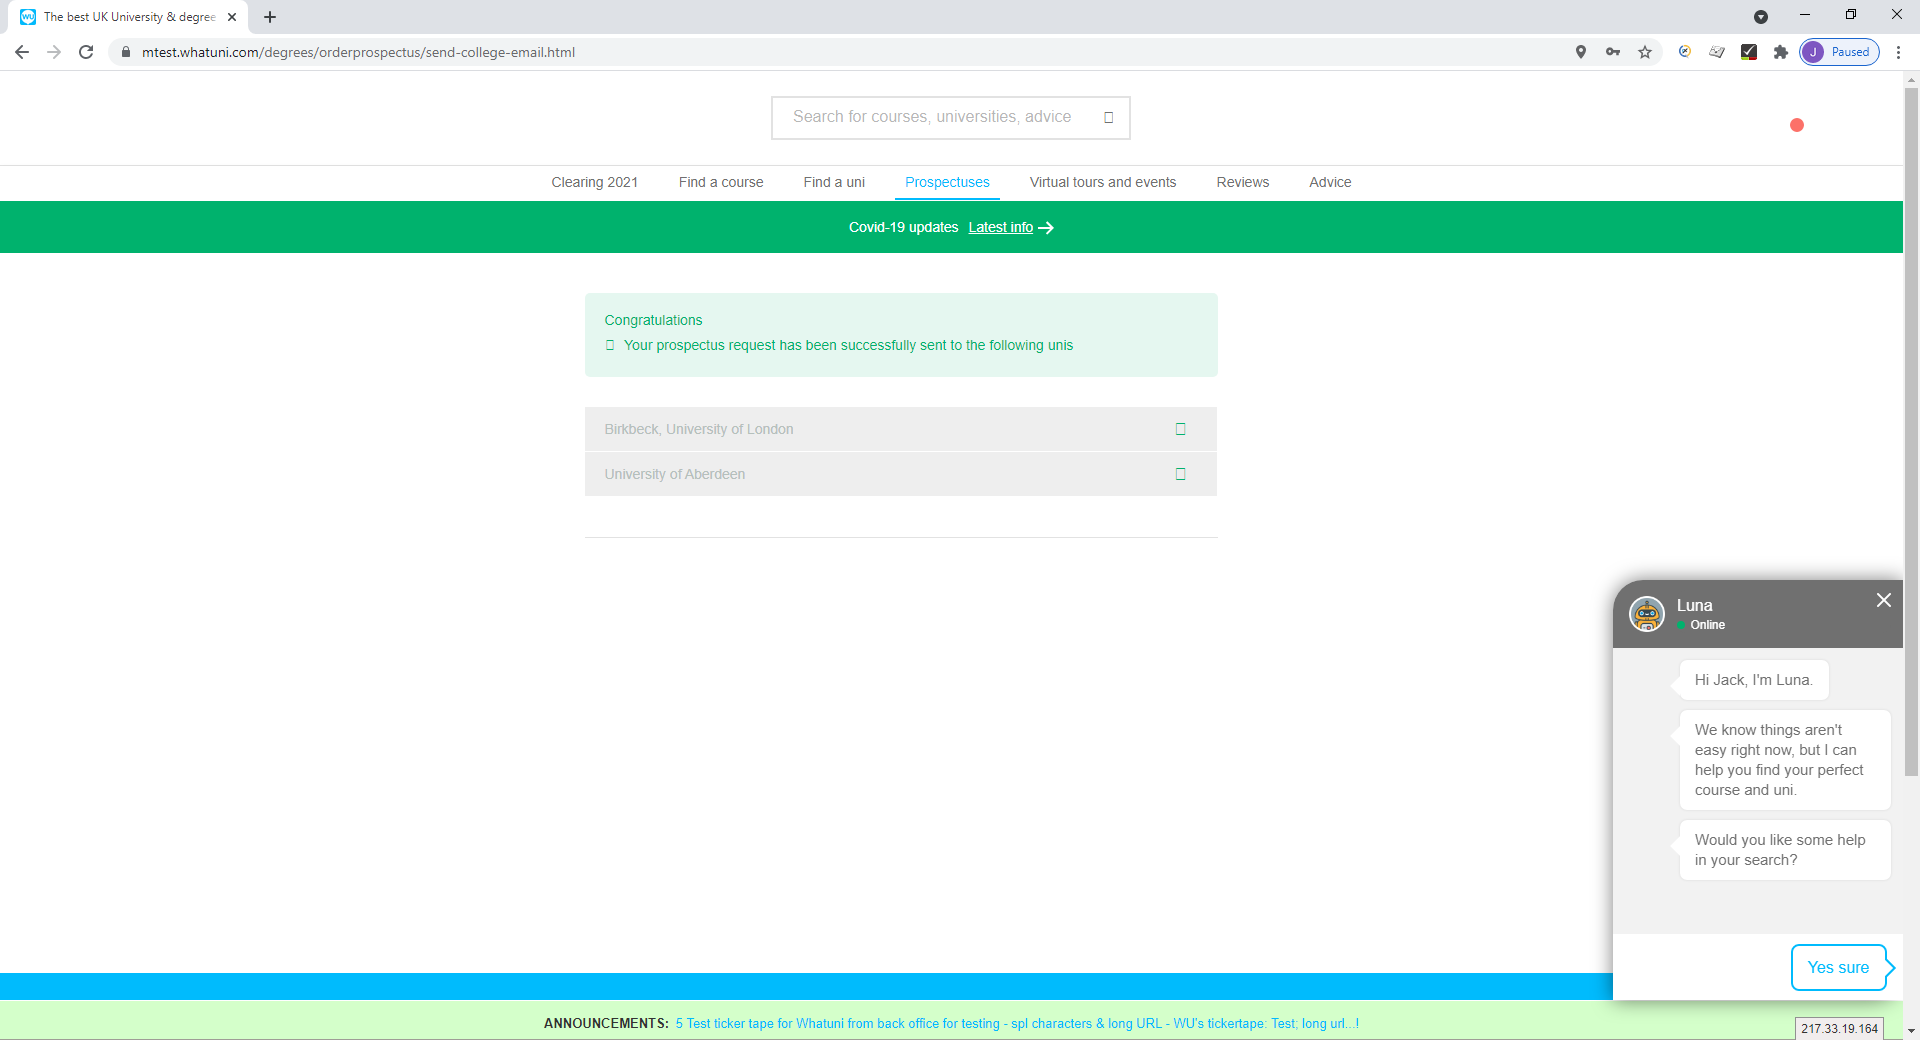 The best UK University & degree
mtest.whatuni.com/degrees/orderprospectus/send-college-email.html
J Paused
Search for courses, universities, advice
Clearing 2021 Find a course Find a uni Prospectuses Virtual tours and events Reviews Advice
Covid-19 updates Latest info
Congratulations
Your prospectus request has been successfully sent to the following unis
Birkbeck, University of London
University of Aberdeen
Luna
Online
Hi Jack, I'm Luna.
We know things aren't
easy right now, but I can
help you find your perfect
course and uni.
Would you like some help
in your search?
Yes sure
ANNOUNCEMENTS: 5 Test ticker tape for Whatuni from back office for testing - spl characters & long URL - WU's tickertape: Test; long url...!
217.33.19.164